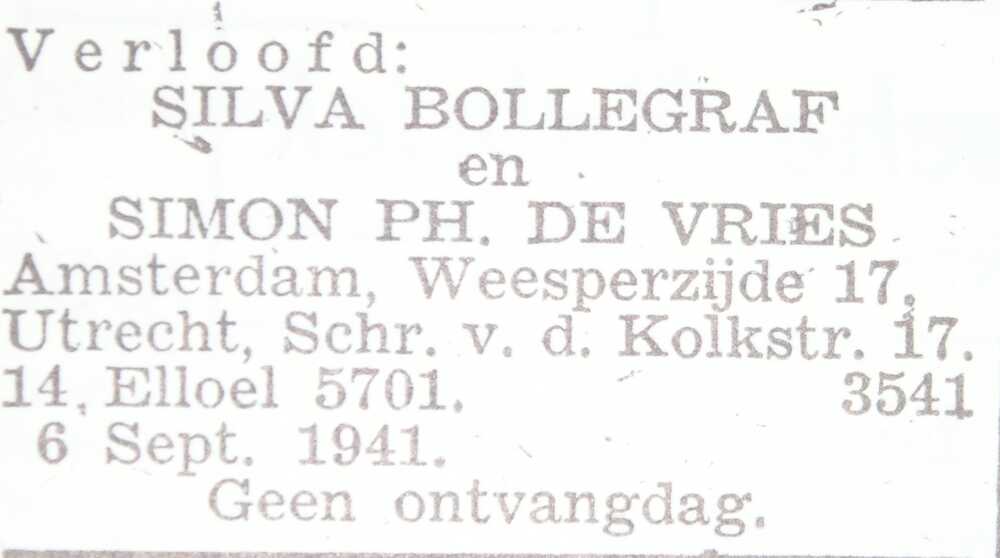 Verloofd:
SILVA BOLLEGRAF
en
SIMON PH. DE VRIES
Amsterdam, Weesperzijde 17,
Utrecht, Schr. v. d. Kolkstr. 17.
14 Elloel 5701. 3541
6 Sept. 1941.
Geen ontvangdag.